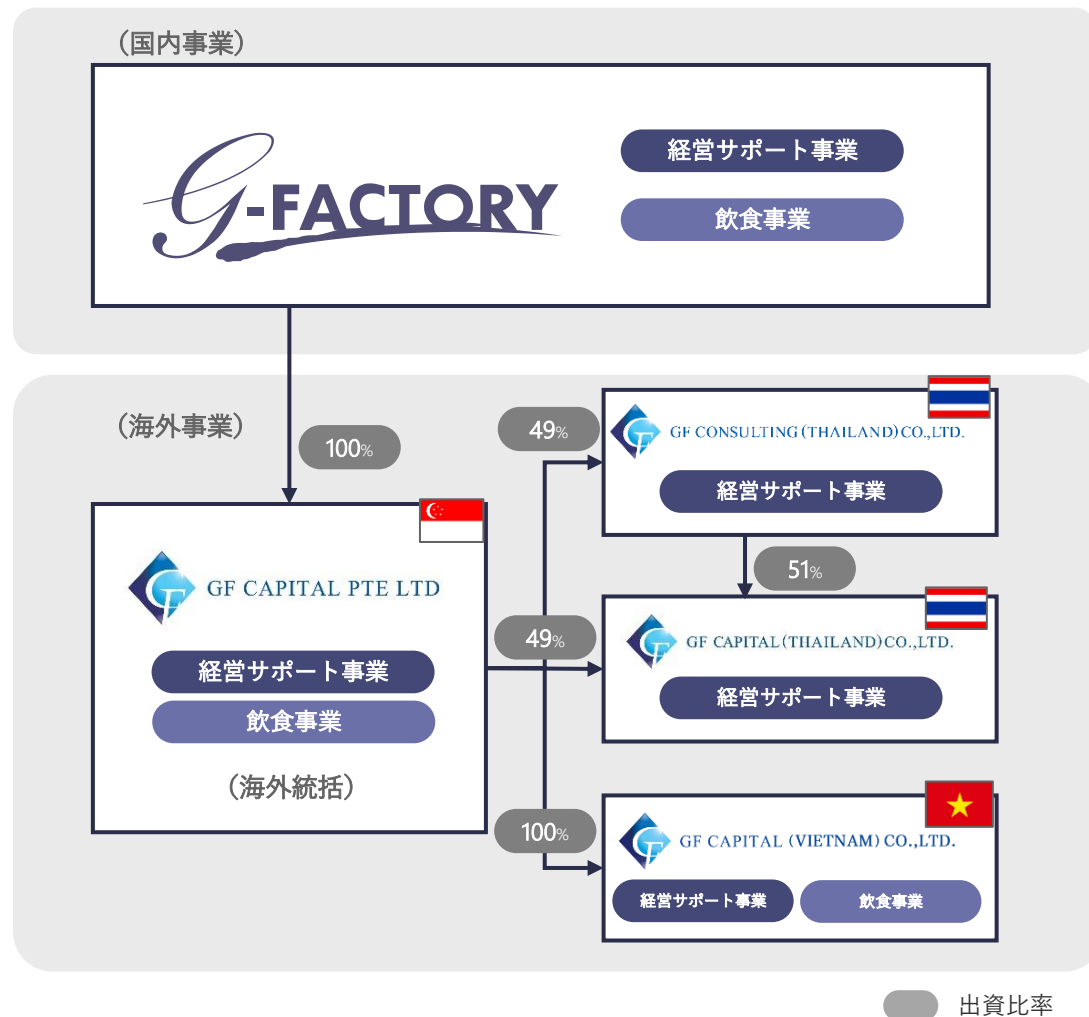 （国内事業）
G-FACTORY
経営サポート事業
飲食事業
（海外事業）
100%
GF CAPITAL PTE LTD
経営サポート事業
飲食事業
（海外統括）
49%
GF CONSULTING (THAILAND) CO.,LTD.
経営サポート事業
51%
49%
GF CAPITAL (THAILAND) CO.,LTD.
経営サポート事業
100%
GF CAPITAL (VIETNAM) CO.,LTD.
経営サポート事業
飲食事業
出資比率